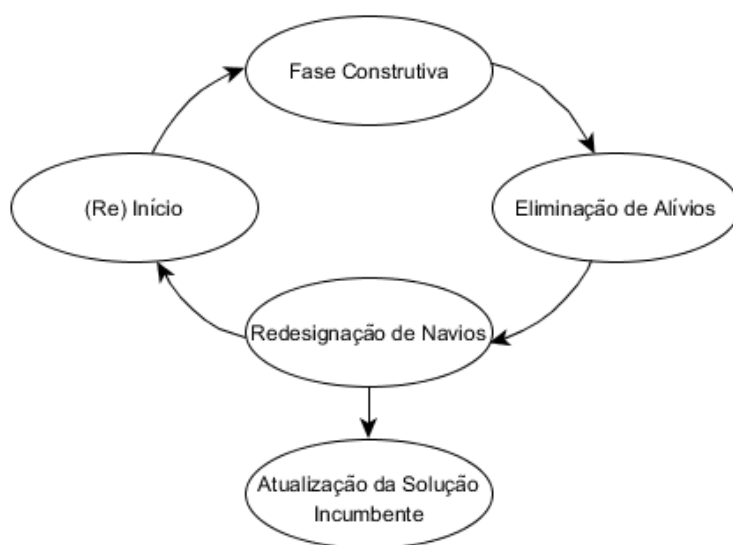 Fase Construtiva
(Re) Início
Eliminação de Alívios
Redesignação de Navios
Atualização da Solução
Incumbente